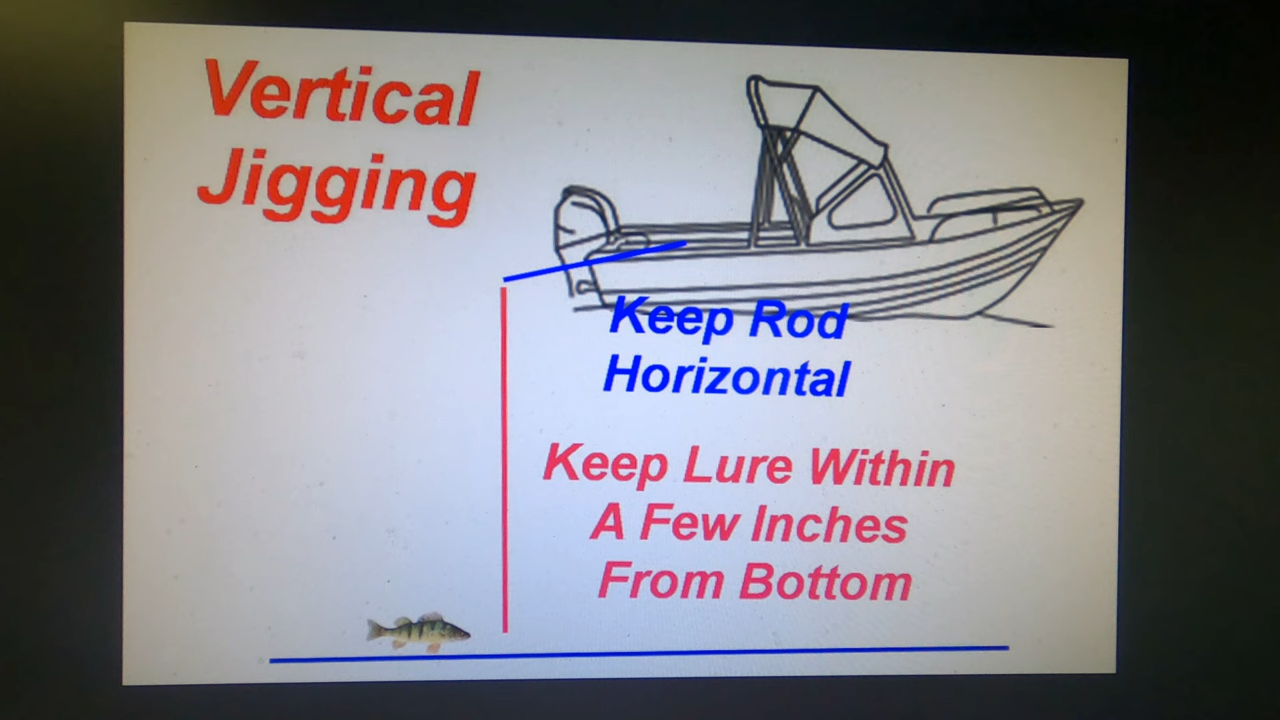 Vertical
Jigging
Keep Rod
Horizontal
Keep Lure Within
A Few Inches
From Bottom